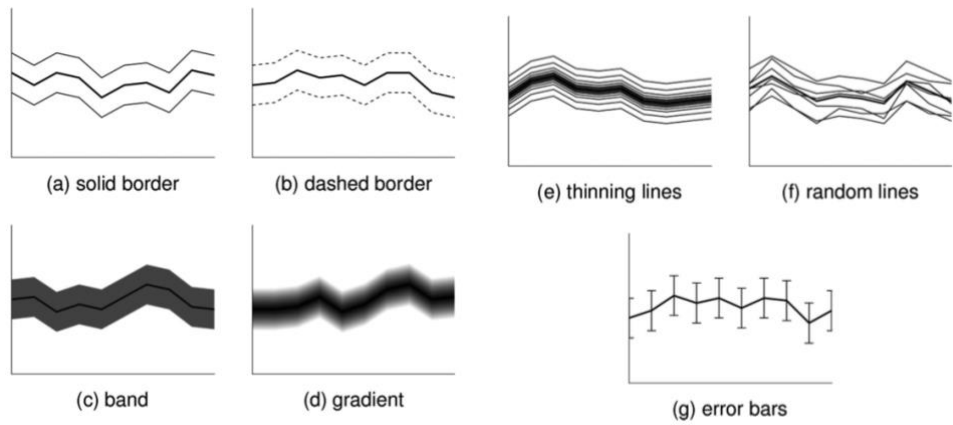 (a) solid border
(b) dashed border
(e) thinning lines
(f) random lines
(c) band
(d) gradient
(g) error bars